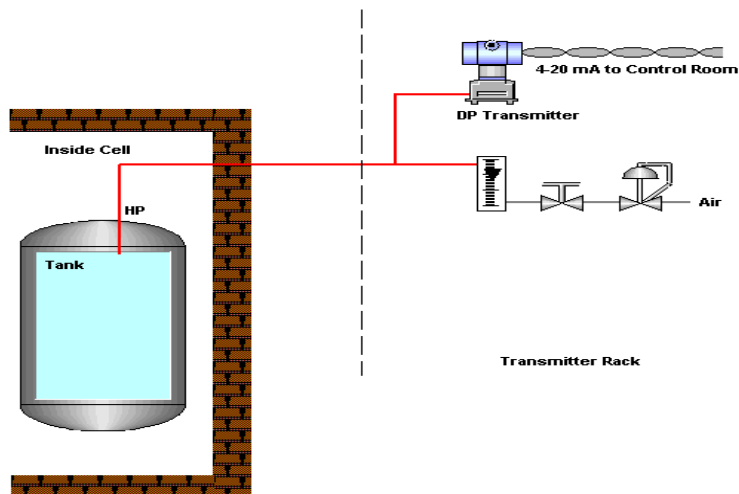 4-20 mA to Control Room
DP Transmitter
Inside Cell
Air
HP
Tank
Transmitter Rack